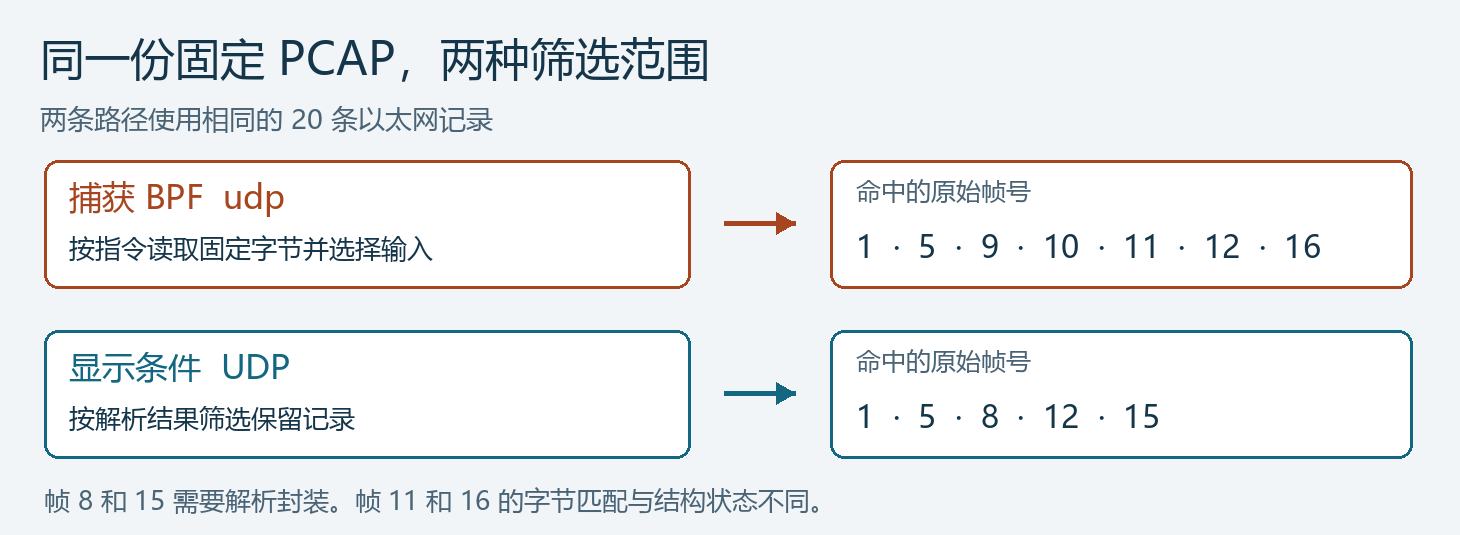 同一份固定 PCAP，两种筛选范围
两条路径使用相同的 20 条以太网记录
捕获 BPF udp
按指令读取固定字节并选择输入
命中的原始帧号
1 · 5 · 9 · 10 · 11 · 12 · 16
显示条件 UDP
按解析结果筛选保留记录
命中的原始帧号
1 · 5 · 8 · 12 · 15
帧 8 和 15 需要解析封装。帧 11 和 16 的字节匹配与结构状态不同。